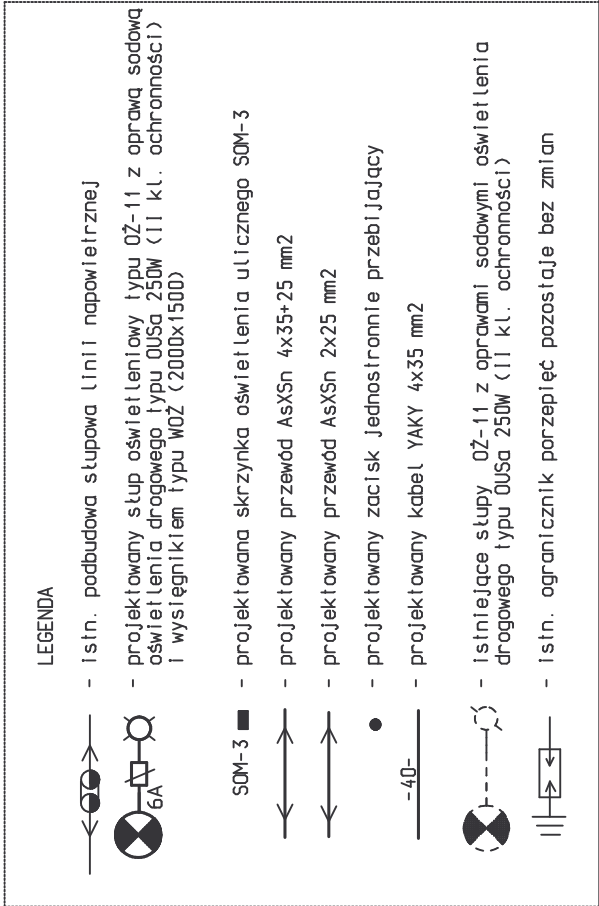 LEGENDA
- istn. podbudowa słupowa linii napowietrznej
6A - projektowany słup oświetleniowy typu OŻ-11 z oprawą sodową
oświetlenia drogowego typu OUSa 250W (II kl. ochronności)
i wysięgnikiem typu WOŻ (2000x1500)
SOM-3 - projektowana skrzynka oświetlenia ulicznego SOM-3
- projektowany przewód AsXSn 4x35+25 mm2
- projektowany przewód AsXSn 2x25 mm2
- projektowany zacisk jednostronnie przebijający
-40- - projektowany kabel YAKY 4x35 mm2
- istniejące słupy OŻ-11 z oprawami sodowymi oświetlenia
drogowego typu OUSa 250W (II kl. ochronności)
- istn. ogranicznik porzepięć pozostaje bez zmian